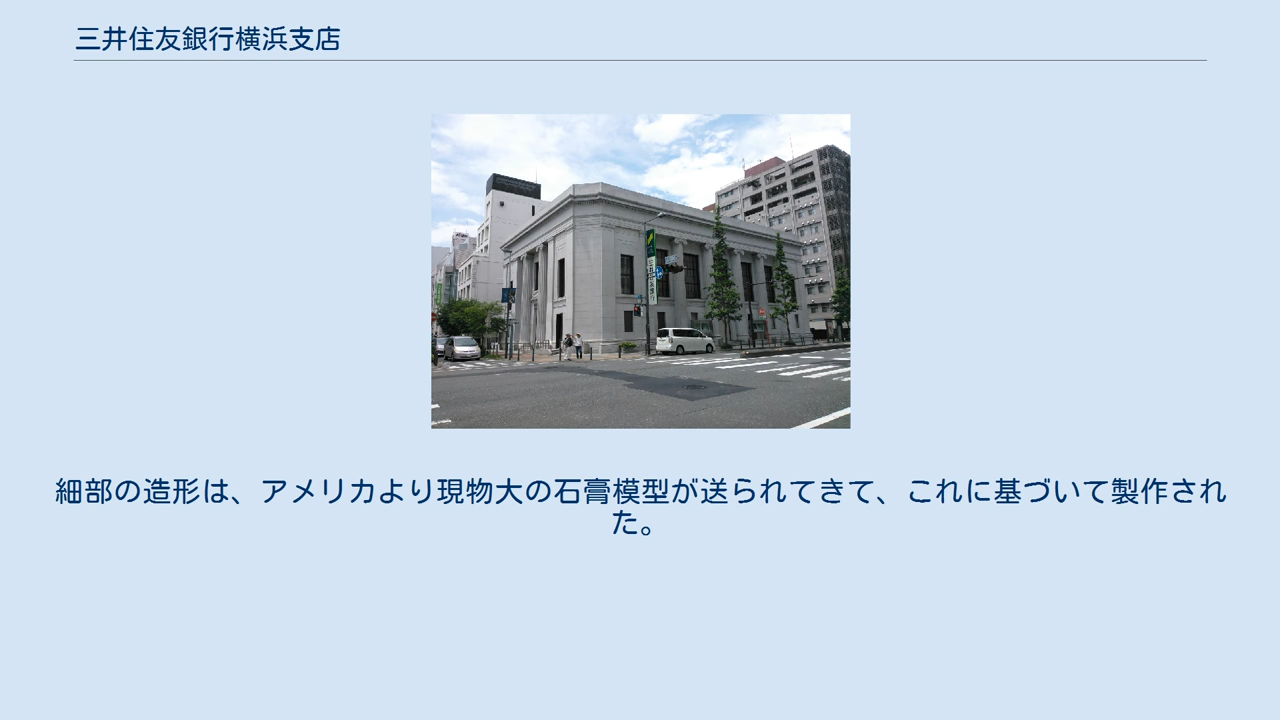 三井住友銀行横浜支店
細部の造形は、アメリカより現物大の石膏模型が送られてきて、これに基づいて製作され
た。